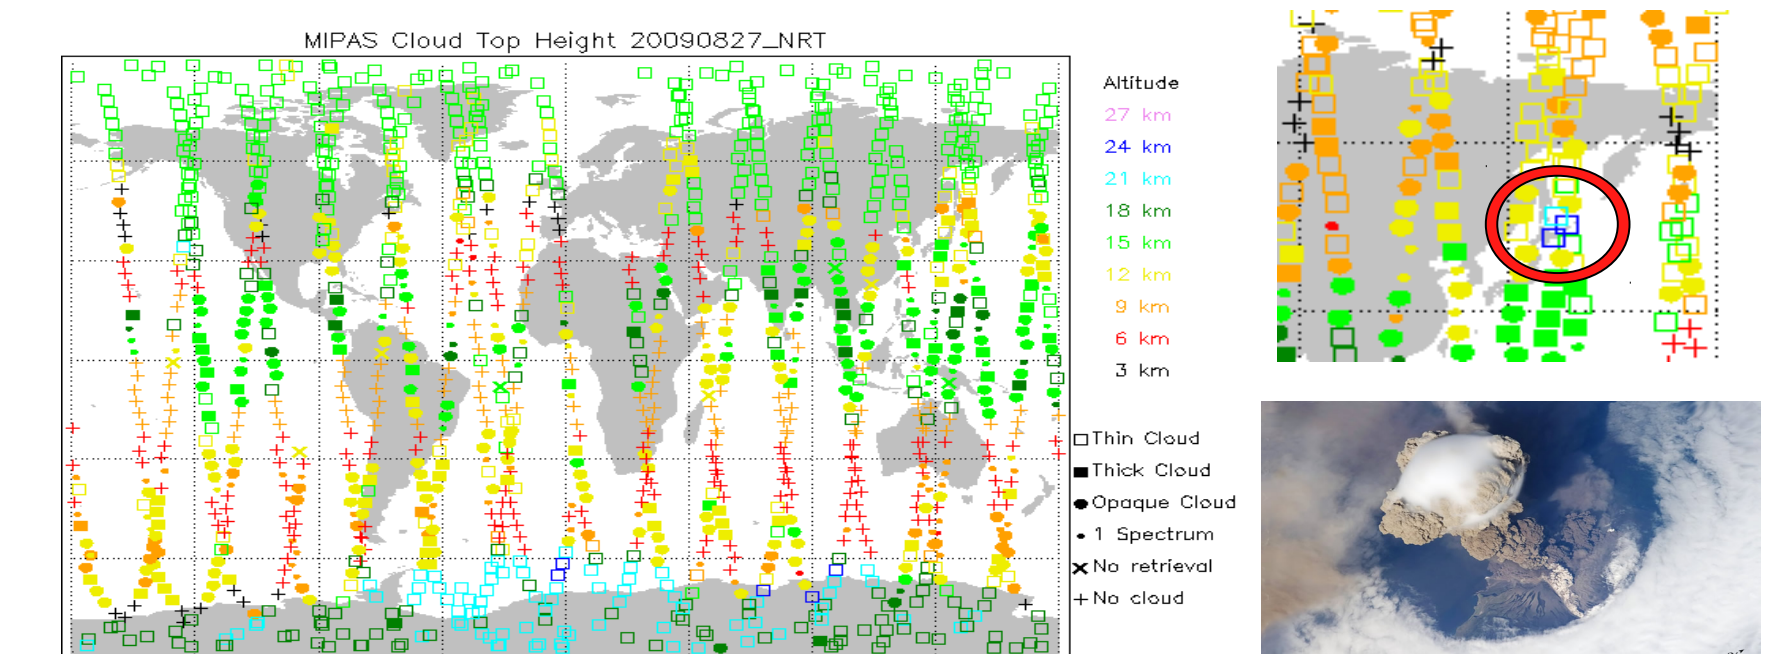 MIPAS Cloud Top Height 20090827_NRT
Altitude
27 km
24 km
21 km
18 km
15 km
12 km
9 km
6 km
3 km
Thin Cloud
Thick Cloud
Opaque Cloud
1 Spectrum
No retrieval
No cloud